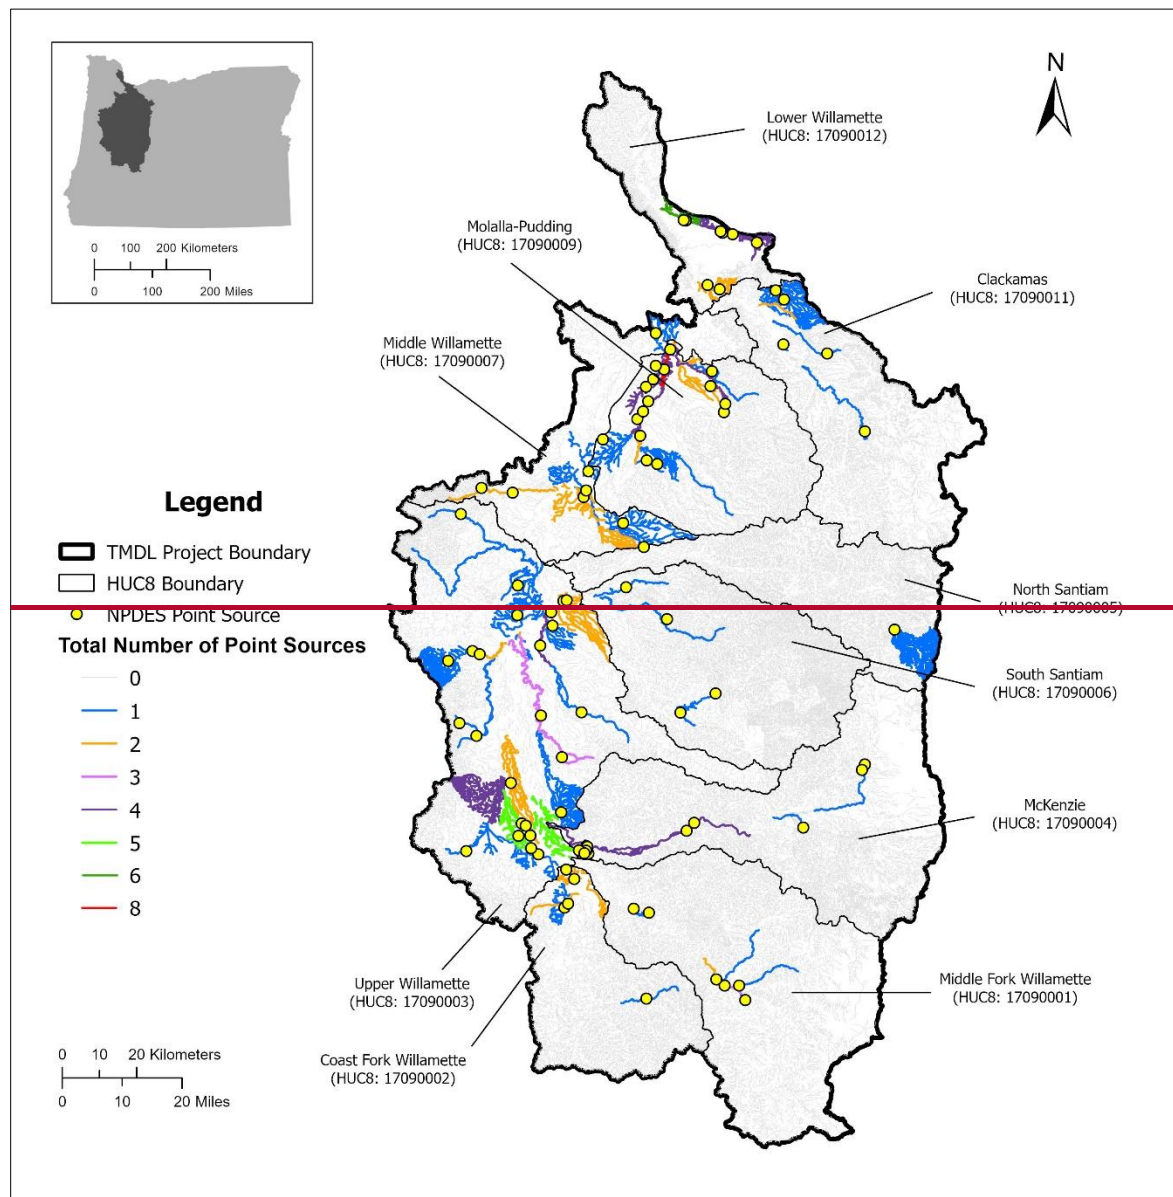 0 100 200 Kilometers
0 100 200 Miles
N
Lower Willamette
(HUC8: 17090012)
Molalla-Pudding
(HUC8: 17090009)
Clackamas
(HUC8: 17090011)
Middle Willamette
(HUC8: 17090007)
Legend
TMDL Project Boundary
HUC8 Boundary
NPDES Point Source
Total Number of Point Sources
0
1
2
3
4
5
6
8
North Santiam
(HUC8: 17090005)
South Santiam
(HUC8: 17090006)
McKenzie
(HUC8: 17090004)
Upper Willamette
(HUC8: 17090003)
Middle Fork Willamette
(HUC8: 17090001)
Coast Fork Willamette
(HUC8: 17090002)
0 10 20 Kilometers
0 10 20 Miles